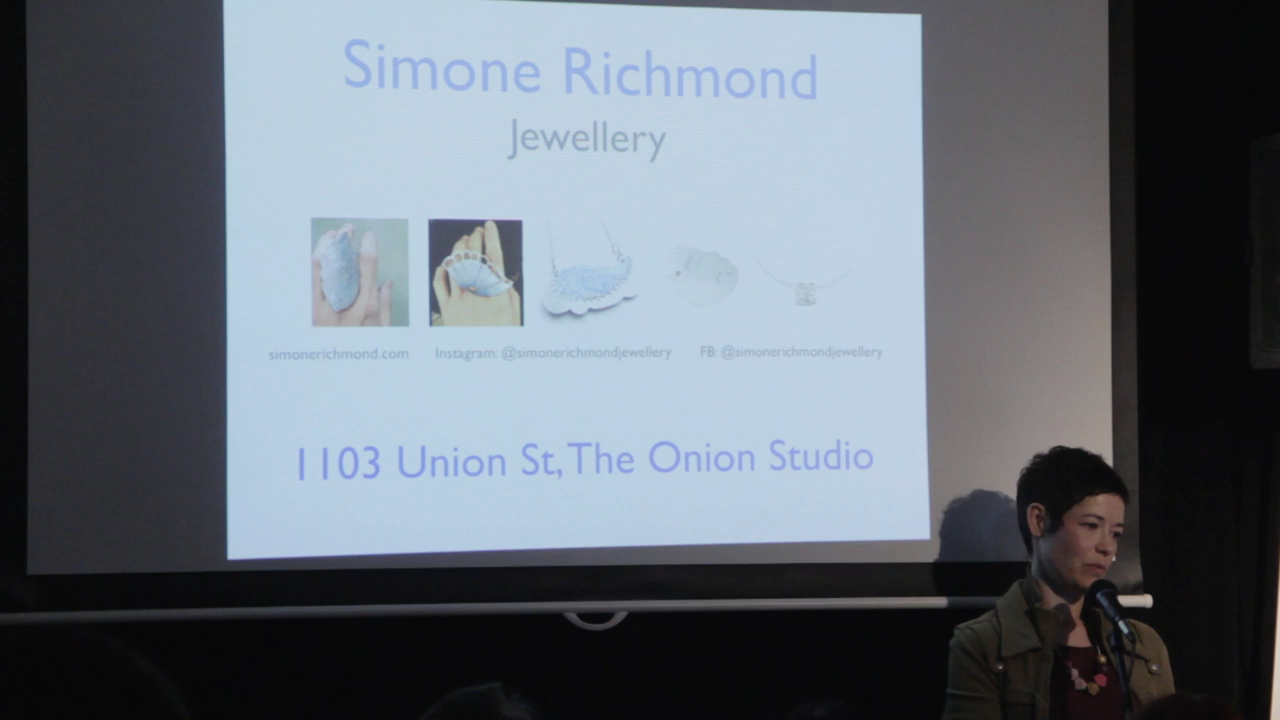 Simone Richmond
Jewellery
simonerichmond.com Instagram: @simonerichmondjewellery FB: @simonerichmondjewellery
1103 Union St, The Onion Studio